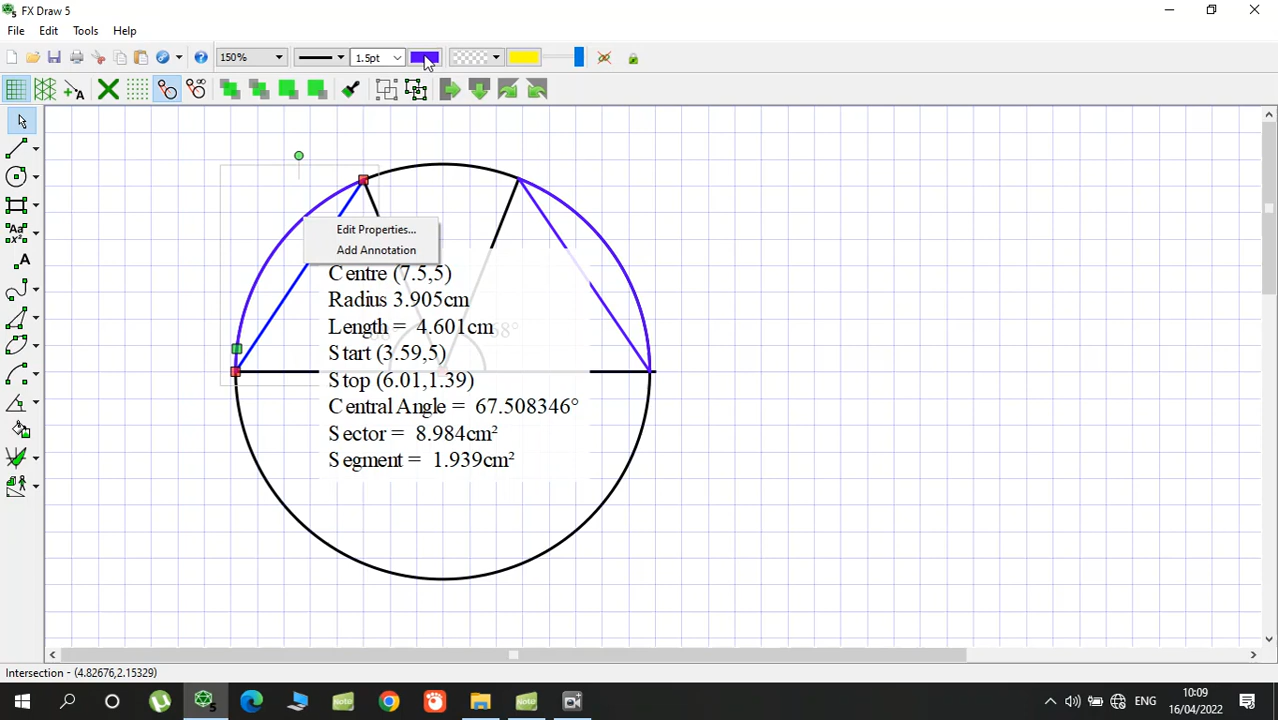 FX Draw 5
File Edit Tools Help
150% 1.5pt
Edit Properties...
Add Annotation
Centre (7.5,5)
Radius 3.905cm
Length = 4.601cm
68°
Start (3.59,5)
Stop (6.01,1.39)
Central Angle = 67.508346°
Sector = 8.984cm²
Segment = 1.939cm²
Intersection - (4.82676,2.15329)
ENG
10:09
16/04/2022